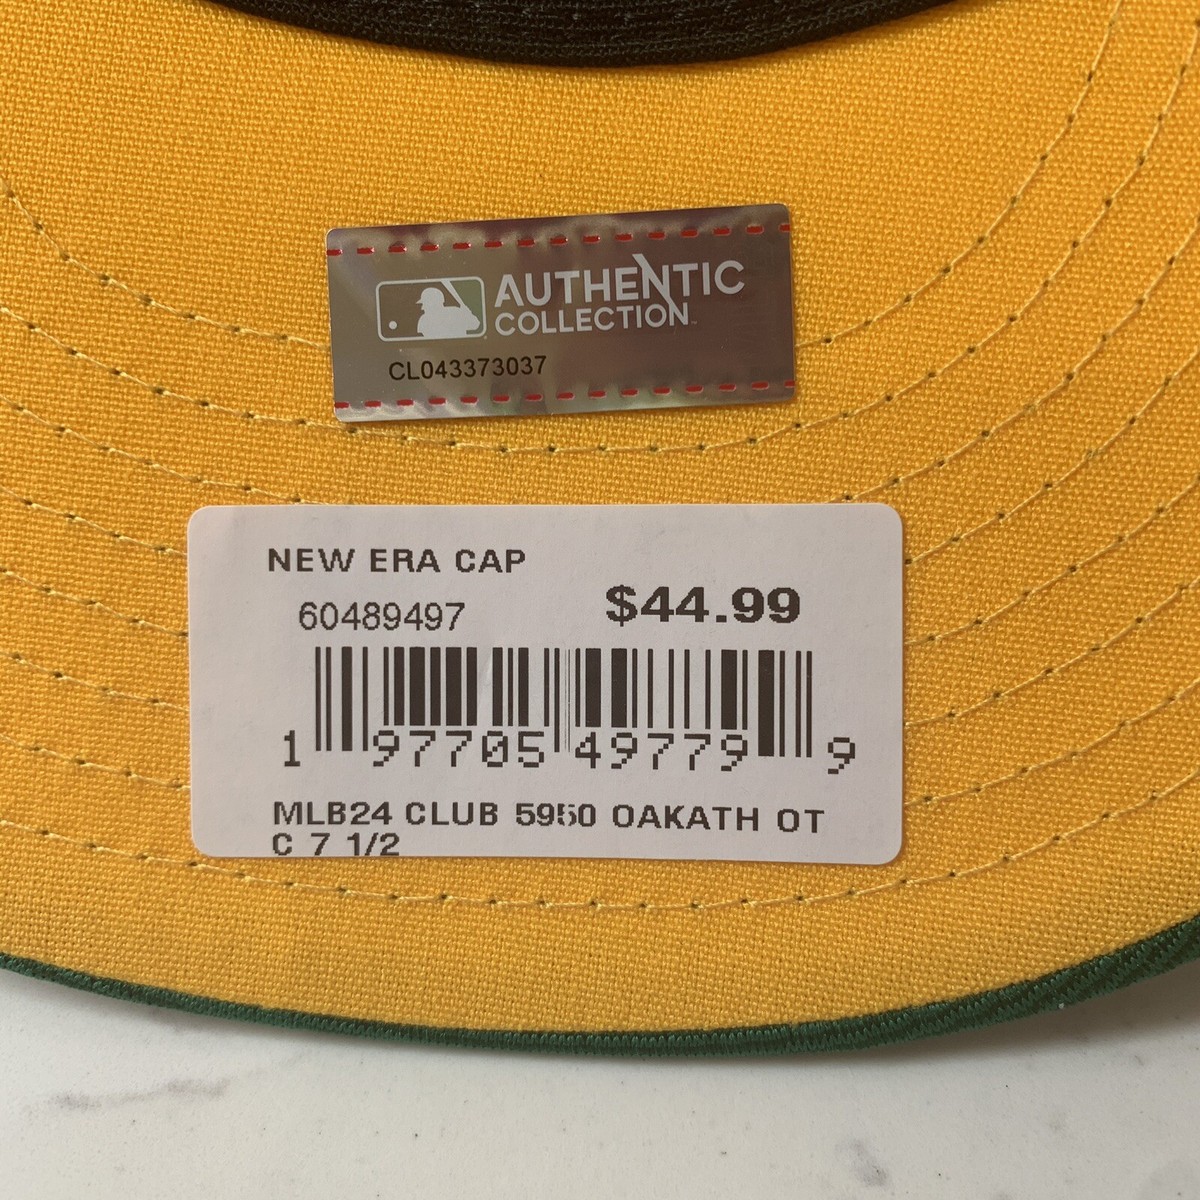 AUTHENTIC
COLLECTION™
CL043373037
NEW ERA CAP
60489497
$44.99
1 97705 49779 9
MLB24 CLUB 5950 OAKATH OT
C 7 1/2